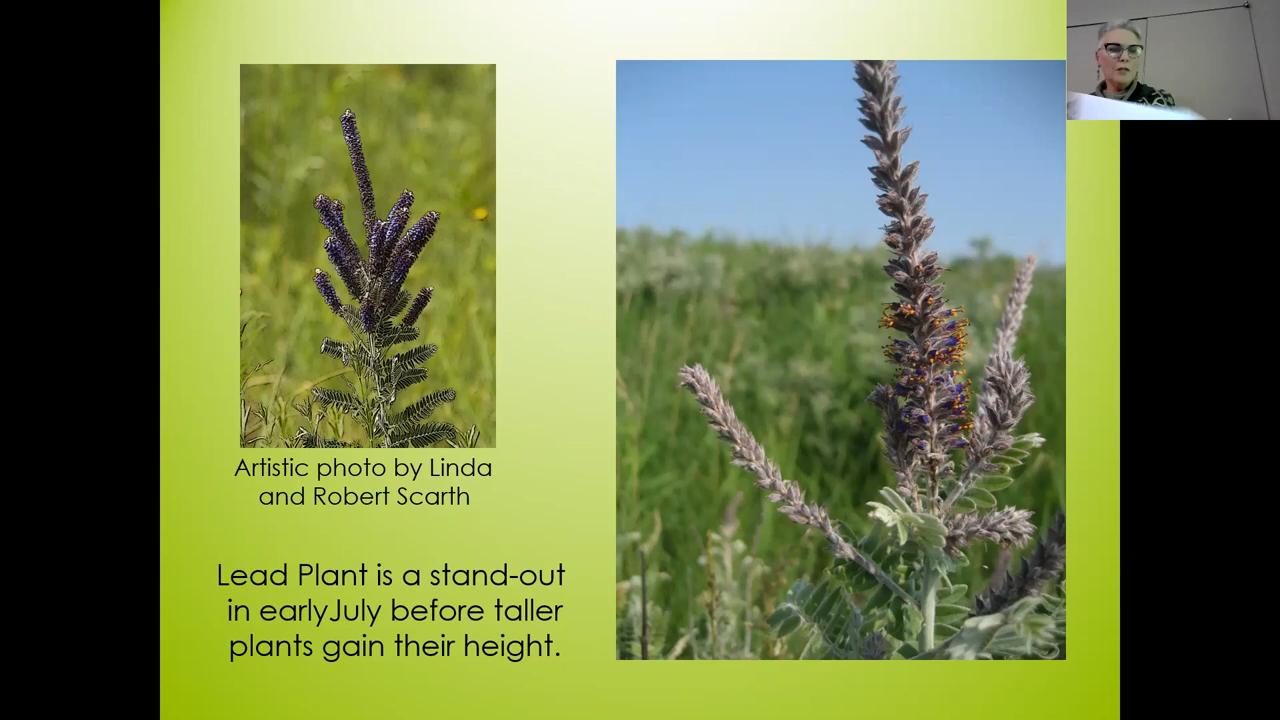 Artistic photo by Linda
and Robert Scarth
Lead Plant is a stand-out
in earlyJuly before taller
plants gain their height.